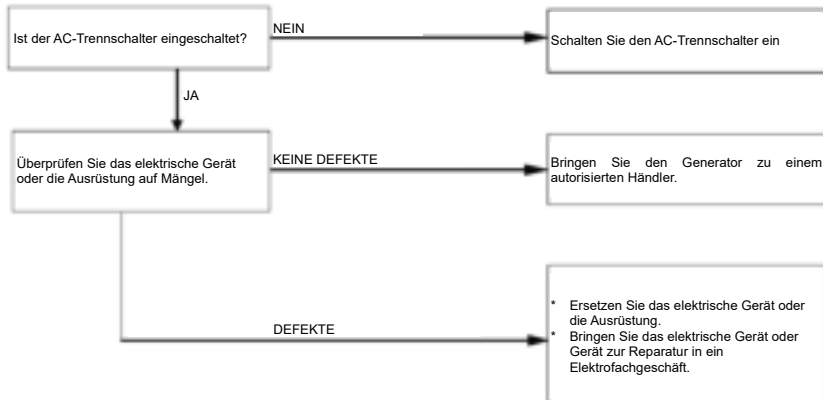 Ist der AC-Trennschalter eingeschaltet?
NEIN
Schalten Sie den AC-Trennschalter ein
JA
Überprüfen Sie das elektrische Gerät
oder die Ausrüstung auf Mängel.
KEINE DEFEKTE
Bringen Sie den Generator zu einem
autorisierten Händler.
DEFEKTE
* Ersetzen Sie das elektrische Gerät oder
die Ausrüstung.
* Bringen Sie das elektrische Gerät oder
Gerät zur Reparatur in ein
Elektrofachgeschäft.